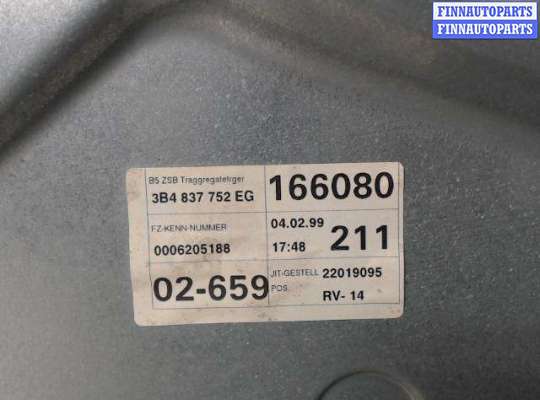 FINNAUTOPARTS
FINNAUTOPARTS
B5 ZSB Traggregateträger
3B4 837 752 EG
166080
FZ-KENN-NUMMER
0006205188
04.02.99
17:48
211
02-659
JIT-GESTELL 22019095
POS. RV- 14